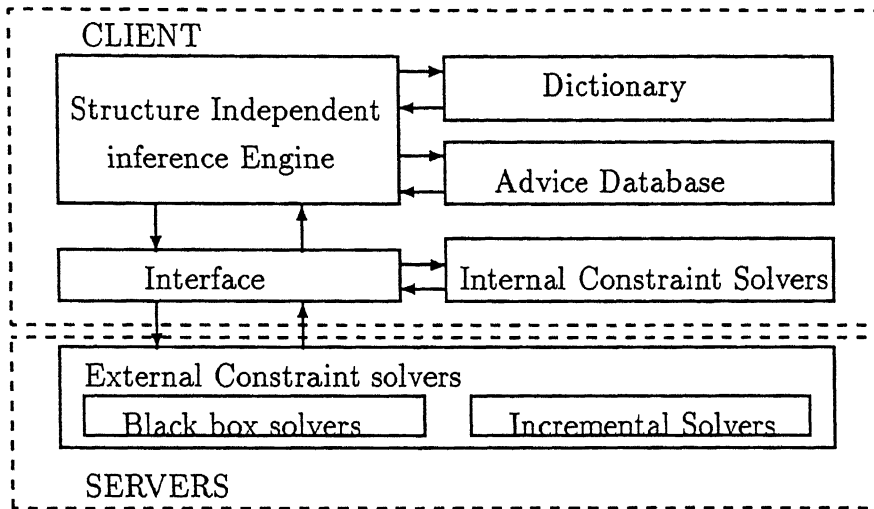 CLIENT
Structure Independent
inference Engine
Dictionary
Advice Database
Interface
Internal Constraint Solvers
External Constraint solvers
Black box solvers
Incremental Solvers
SERVERS